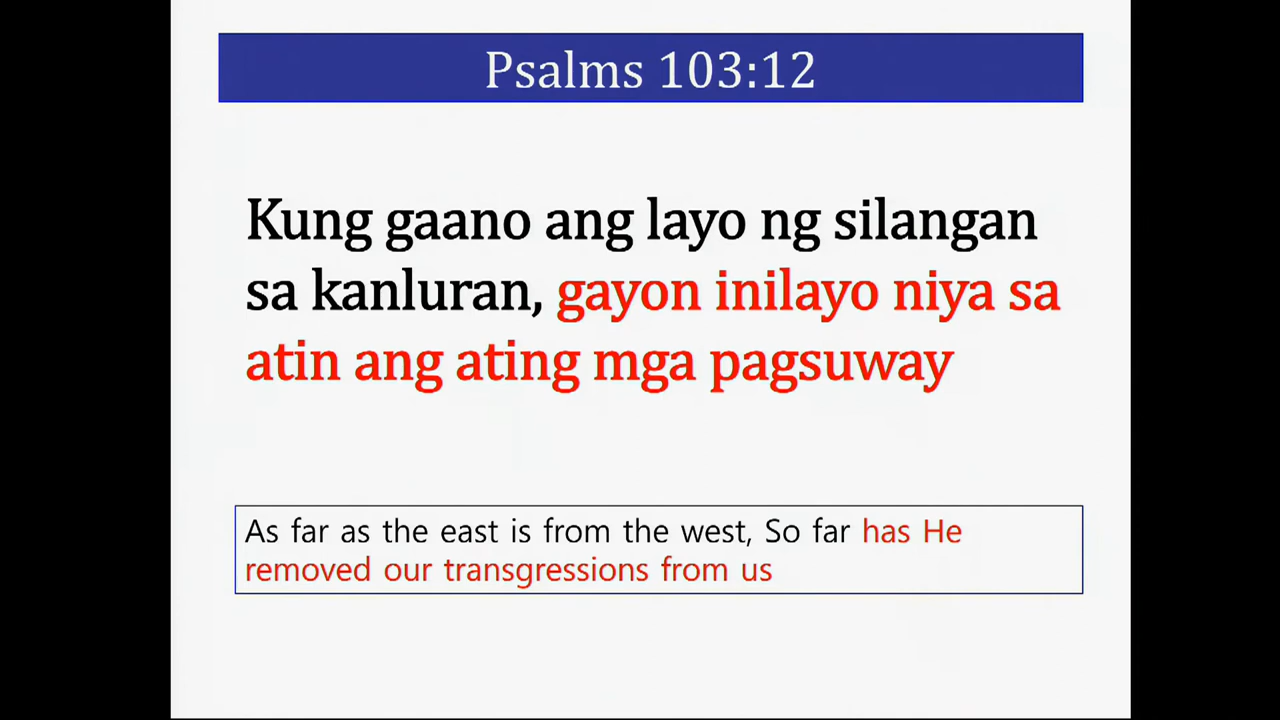 Psalms 103:12
Kung gaano ang layo ng silangan
sa kanluran, gayon inilayo niya sa
atin ang ating mga pagsuway
As far as the east is from the west, So far has He
removed our transgressions from us